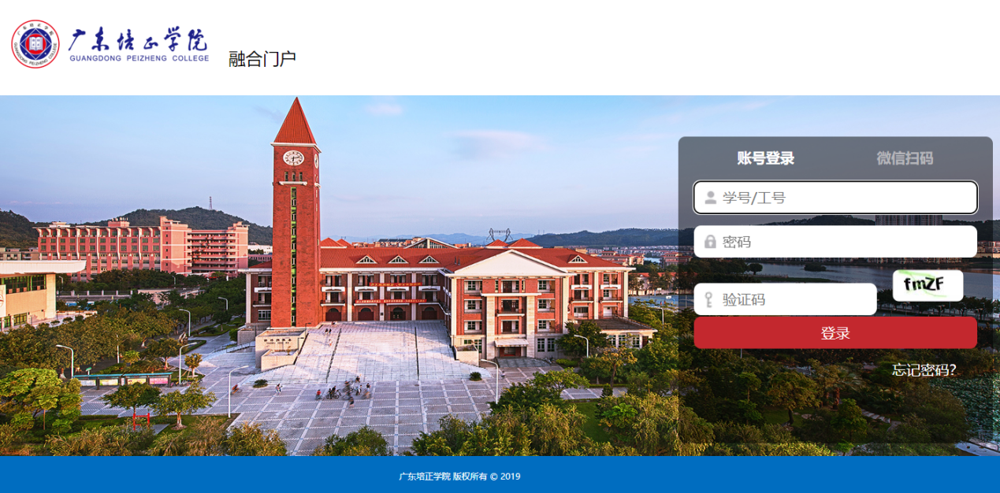 广东培正学院
GUANGDONG PEIZHENG COLLEGE
融合门户
账号登录 微信扫码
学号/工号
密码
验证码
fmZF
登录
忘记密码?
广东培正学院 版权所有 © 2019